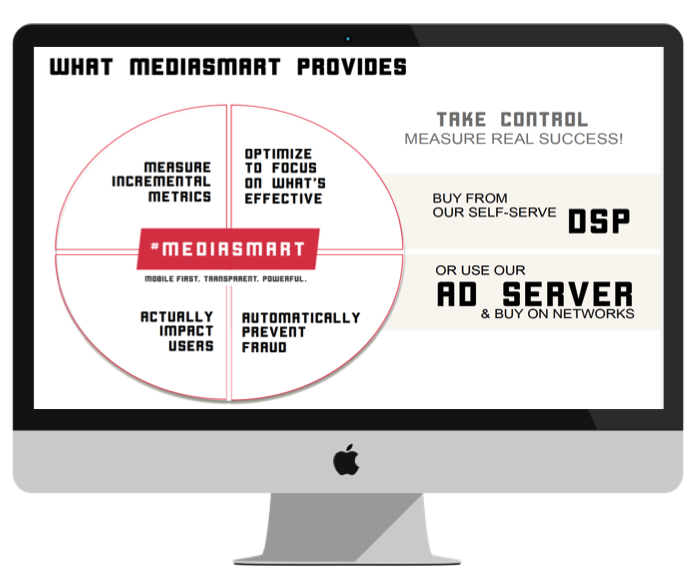 WHAT MEDIASMART PROVIDES
TAKE CONTROL
MEASURE REAL SUCCESS!
MEASURE
INCREMENTAL
METRICS
OPTIMIZE
TO FOCUS
ON WHAT'S
EFFECTIVE
#MEDIASMART
MOBILE FIRST. TRANSPARENT. POWERFUL.
ACTUALLY
IMPACT
USERS
AUTOMATICALLY
PREVENT
FRAUD
BUY FROM
OUR SELF-SERVE DSP
OR USE OUR
AD SERVER
& BUY ON NETWORKS